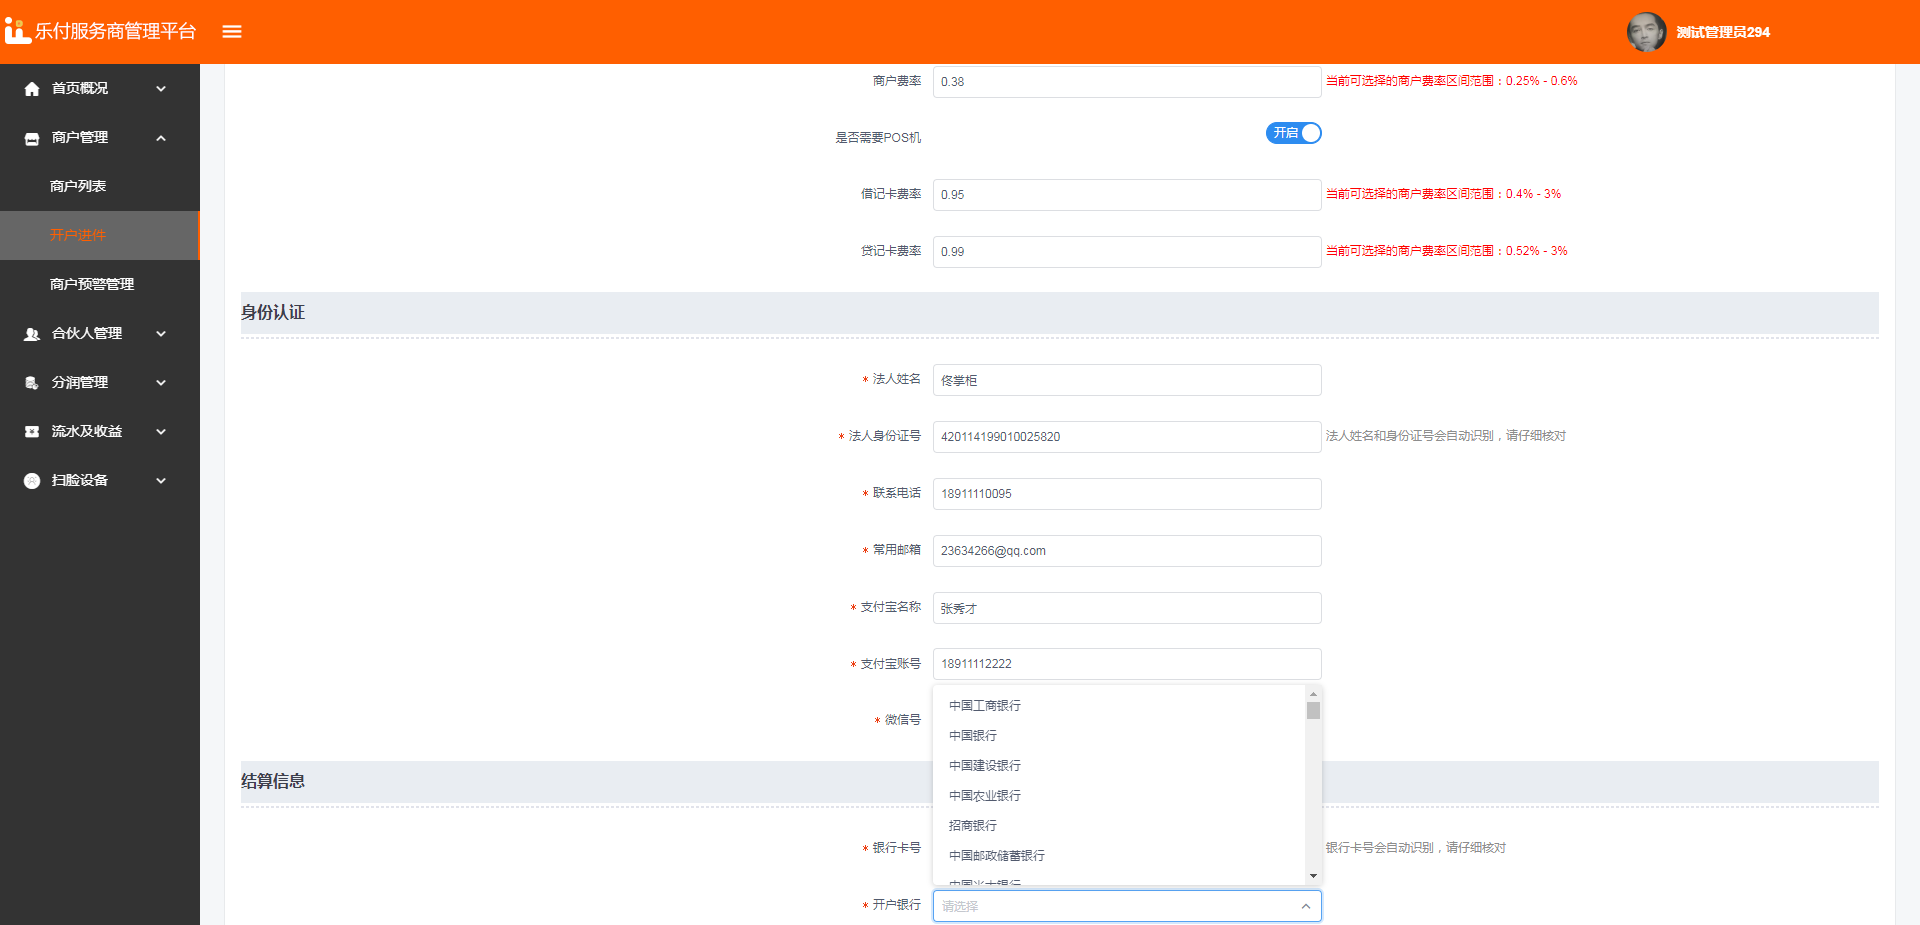 乐付服务商管理平台
测试管理员294
首页概况
商户管理
商户列表
开户进件
商户预警管理
合伙人管理
分润管理
流水及收益
扫脸设备
商户费率 0.38 当前可选择的商户费率区间范围：0.25% - 0.6%
是否需要POS机 开启
借记卡费率 0.95 当前可选择的商户费率区间范围：0.4% - 3%
贷记卡费率 0.99 当前可选择的商户费率区间范围：0.52% - 3%
身份认证
* 法人姓名 佟掌柜
* 法人身份证号 420114199010025820 法人姓名和身份证号会自动识别，请仔细核对
* 联系电话 18911110095
* 常用邮箱 23634266@qq.com
* 支付宝名称 张秀才
* 支付宝账号 18911112222
* 微信号
中国工商银行
中国银行
中国建设银行
中国农业银行
招商银行
中国邮政储蓄银行
中国光大银行
结算信息
* 银行卡号 银行卡号会自动识别，请仔细核对
* 开户银行 请选择